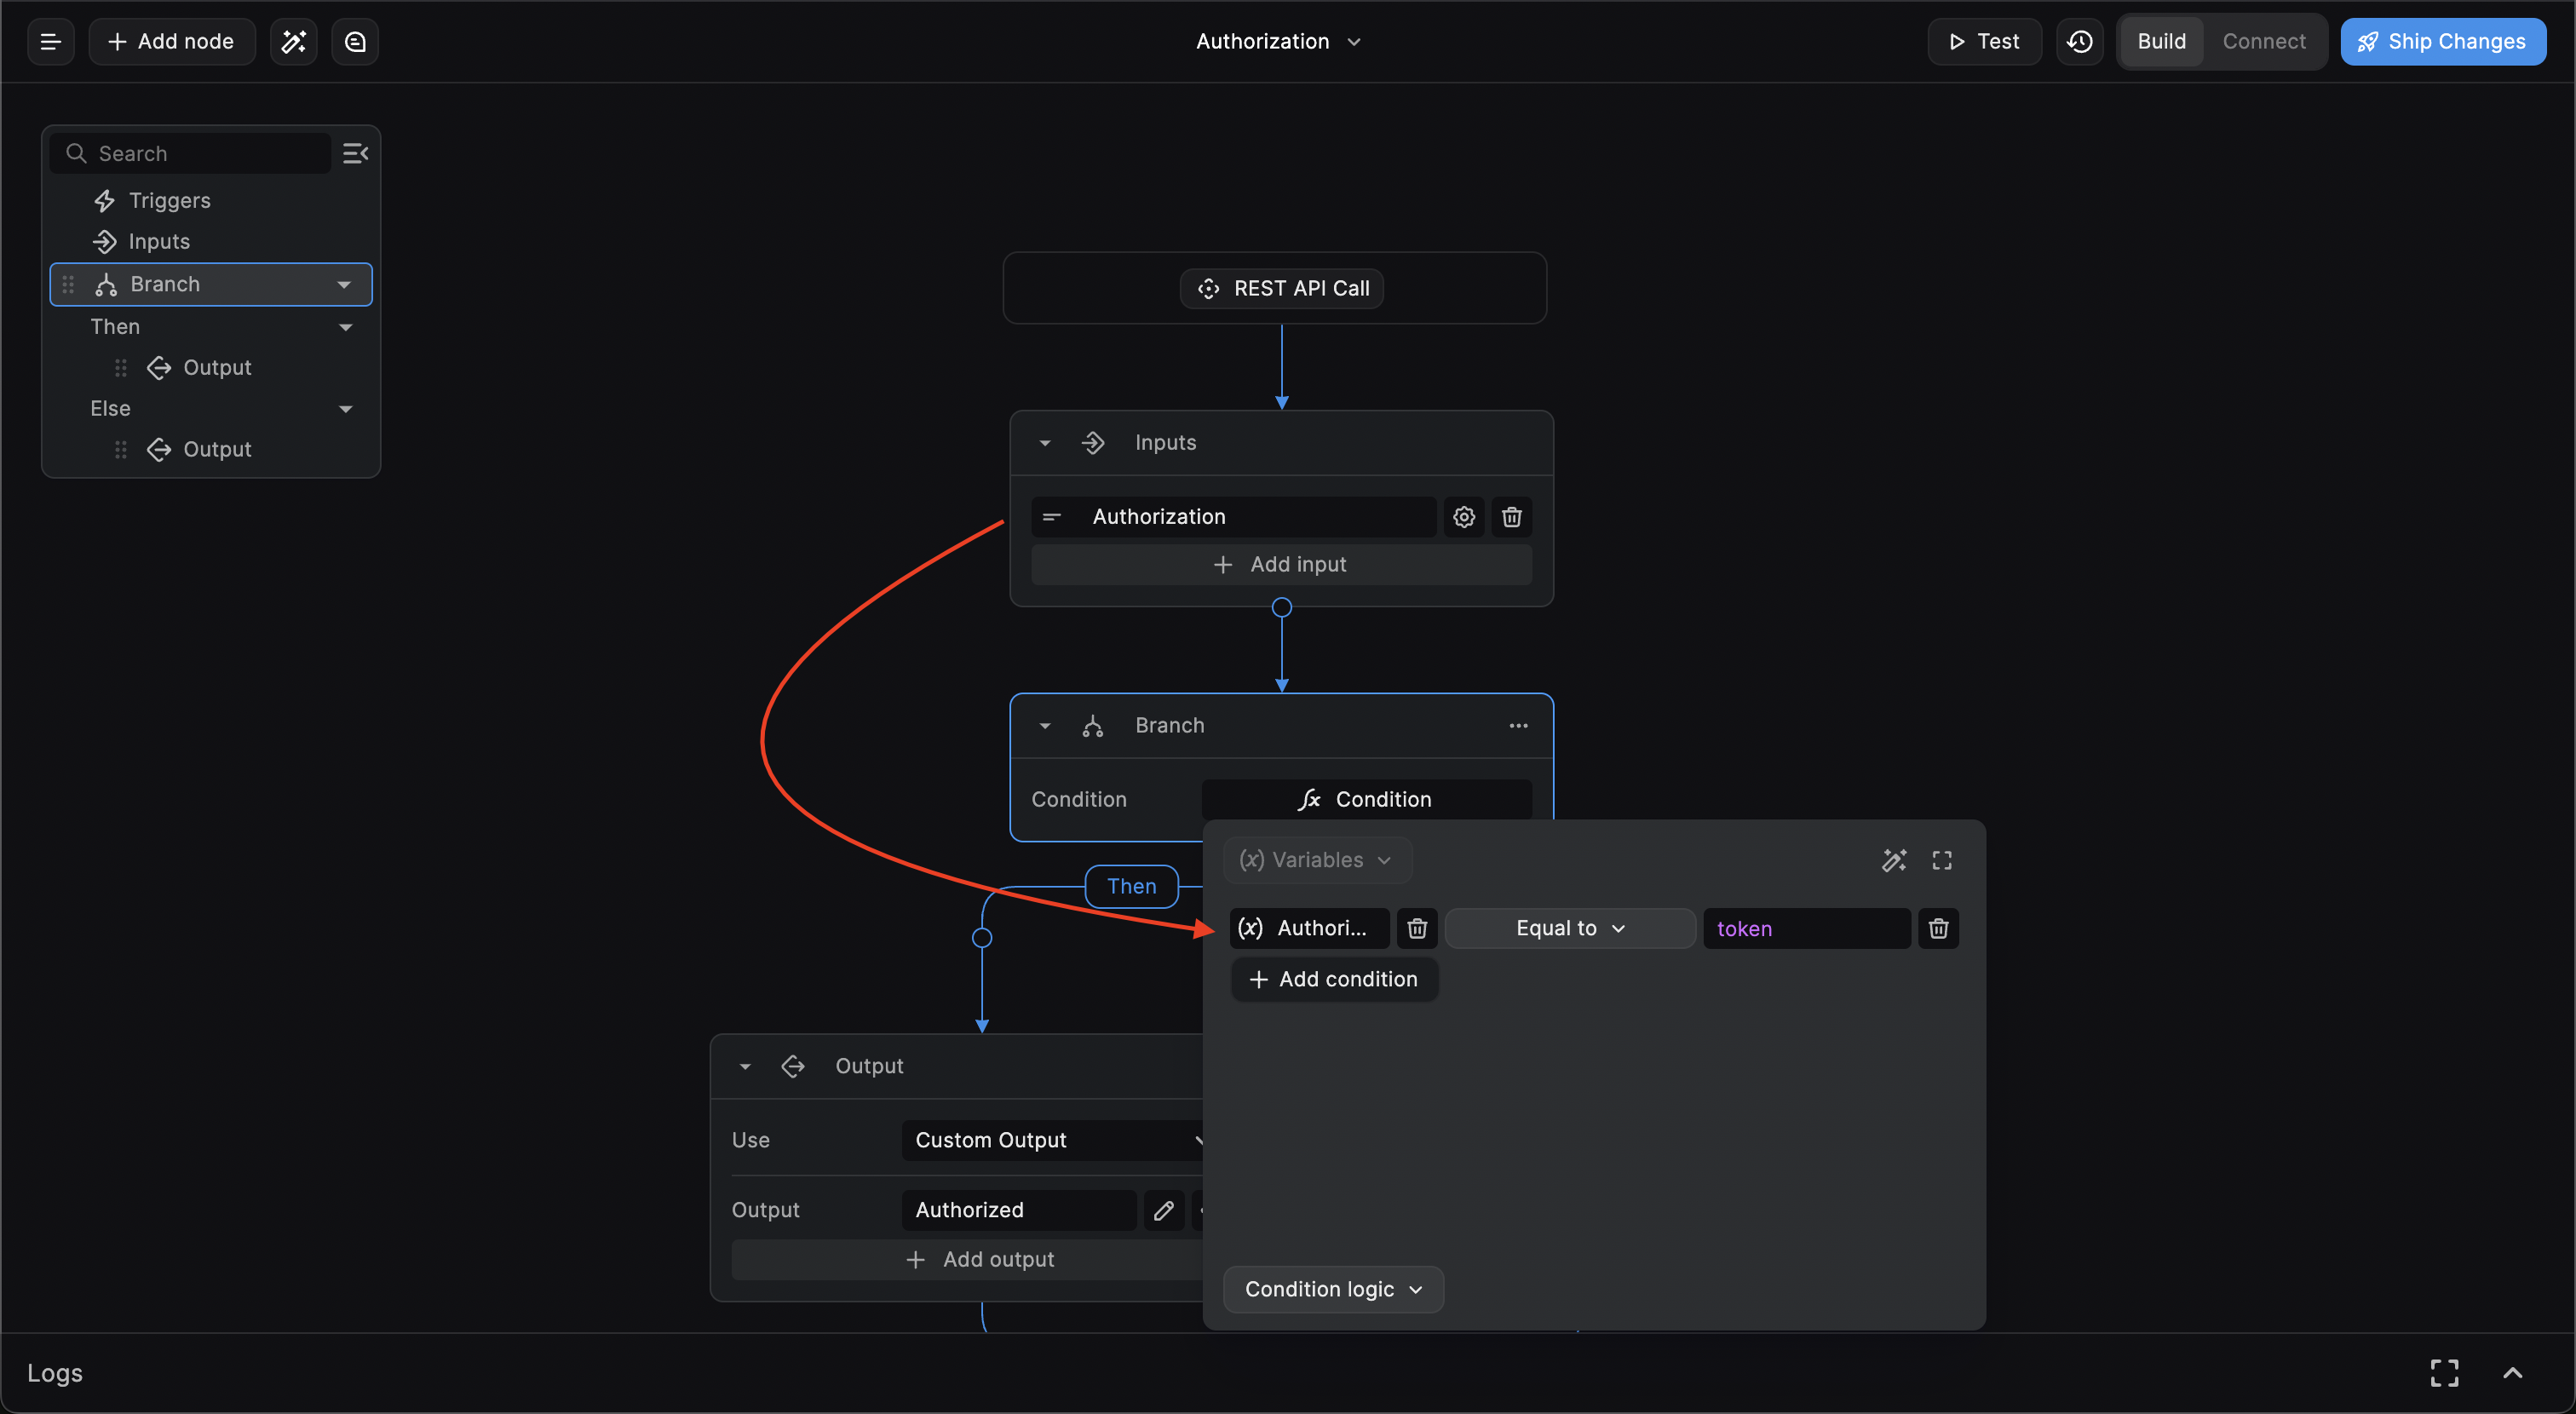 Add node
Authorization
Test
Build
Connect
Ship Changes
Search
Triggers
Inputs
Branch
Then
Output
Else
Output
REST API Call
Inputs
Authorization
Add input
Branch
Condition
Condition
Then
(x) Variables
(x) Authori...
Equal to
token
Add condition
Condition logic
Output
Use
Custom Output
Output
Authorized
Add output
Logs